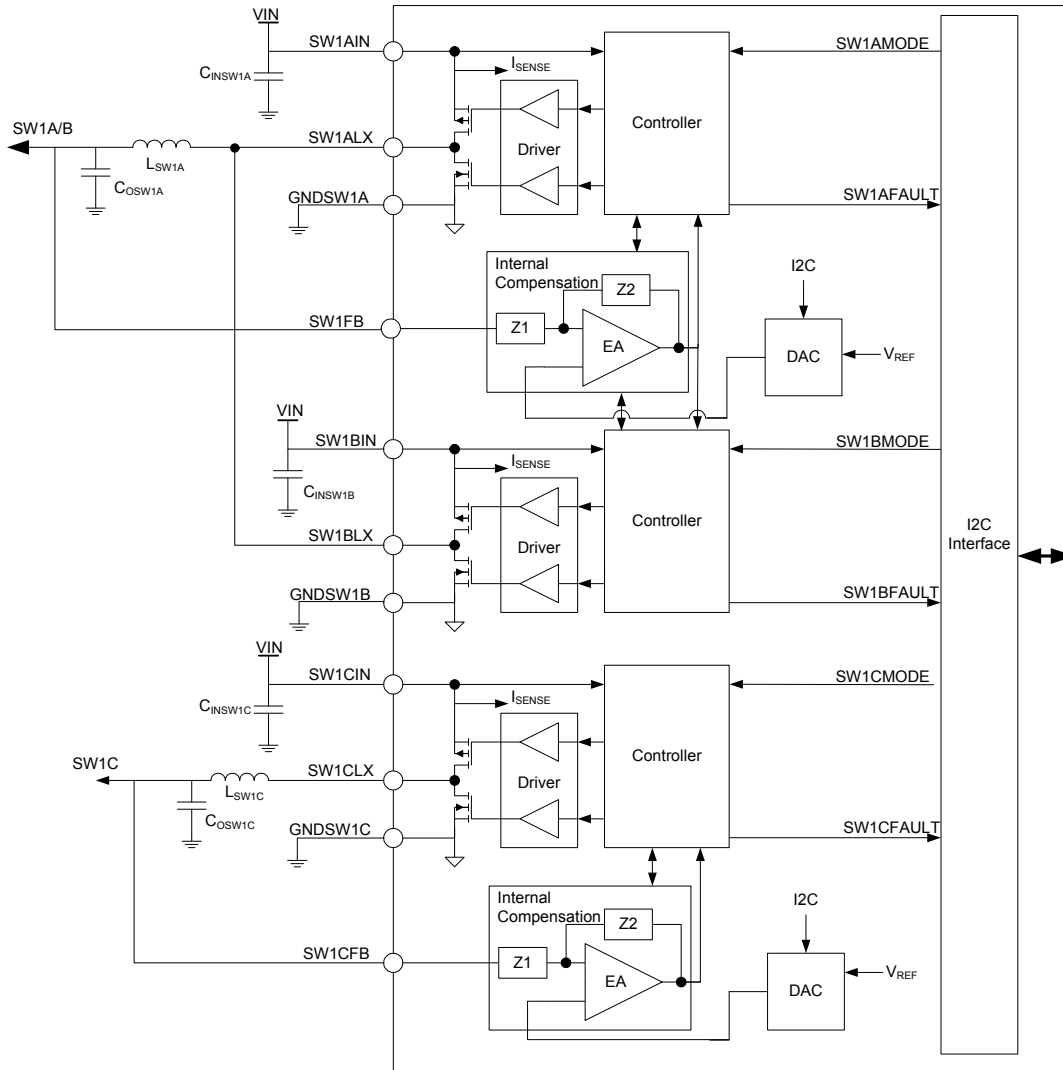 VIN
SW1AIN
CINSW1A
ISENSE
SW1AMODE
Controller
SW1A/B
LSW1A
COSW1A
SW1ALX
Driver
GNDSW1A
SW1AFAULT
Internal
Compensation
Z2
Z1
EA
SW1FB
I2C
DAC
VREF
VIN
SW1BIN
CINSW1B
ISENSE
SW1BMODE
Controller
Driver
SW1BLX
GNDSW1B
SW1BFAULT
I2C
Interface
VIN
SW1CIN
CINSW1C
ISENSE
SW1CMODE
Controller
SW1C
LSW1C
COSW1C
SW1CLX
Driver
GNDSW1C
SW1CFAULT
Internal
Compensation
Z2
Z1
EA
SW1CFB
I2C
DAC
VREF